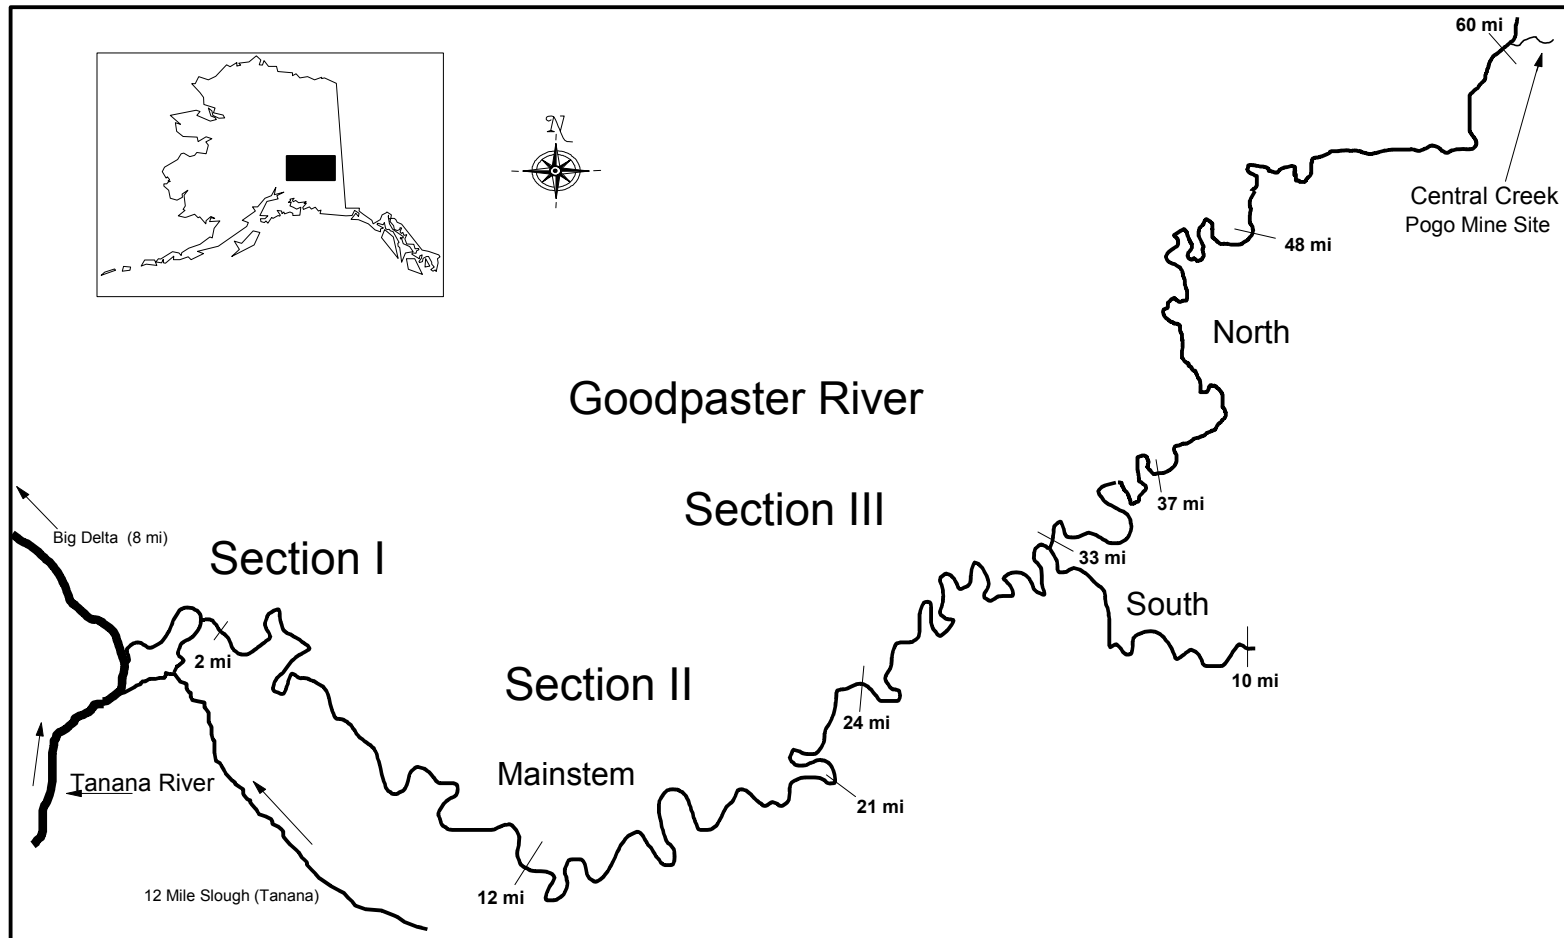 60 mi
N
Central Creek
Pogo Mine Site
48 mi
North
Goodpaster River
Section III
37 mi
Big Delta (8 mi)
Section I
33 mi
South
2 mi
Section II
10 mi
24 mi
Mainstem
Tanana River
21 mi
12 mi
12 Mile Slough (Tanana)